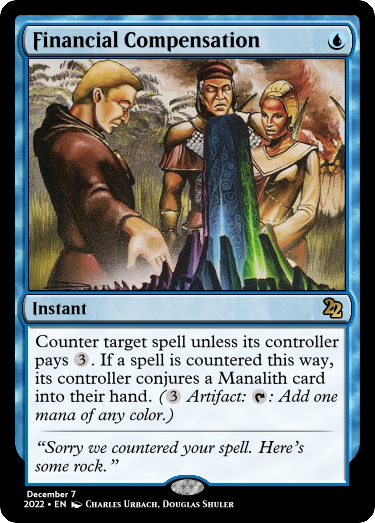 Financial Compensation
22
Instant
Counter target spell unless its controller
pays 3. If a spell is countered this way,
its controller conjures a Manalith card
into their hand. (3 Artifact: : Add one
mana of any color.)
“Sorry we countered your spell. Here's
some rock.”
December 7
2022 • EN Charles Urbach, Douglas Shuler